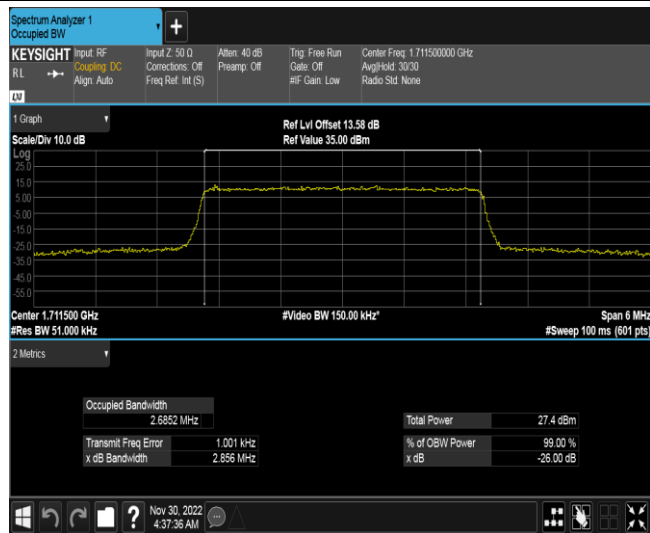 Spectrum Analyzer 1
Occupied BW
+
KEYSIGHT
RL
Input: RF
Coupling: DC
Align: Auto
Input Z: 50 Ω
Corrections: Off
Freq Ref: Int (S)
Atten: 40 dB
Preamp: Off
Trig: Free Run
Gate: Off
#IF Gain: Low
Center Freq: 1.711500000 GHz
Avg|Hold: 30/30
Radio Std: None
1 Graph
Scale/Div 10.0 dB
Ref Lvl Offset 13.58 dB
Ref Value 35.00 dBm
Log
25.0
15.0
5.00
-5.00
-15.0
-25.0
-35.0
-45.0
-55.0
Center 1.711500 GHz
#Video BW 150.00 kHz*
Span 6 MHz
#Res BW 51.000 kHz
#Sweep 100 ms (601 pts)
2 Metrics
Occupied Bandwidth
2.6852 MHz
Total Power 27.4 dBm
Transmit Freq Error 1.001 kHz
% of OBW Power 99.00 %
x dB Bandwidth 2.856 MHz
x dB -26.00 dB
?
Nov 30, 2022
4:37:36 AM